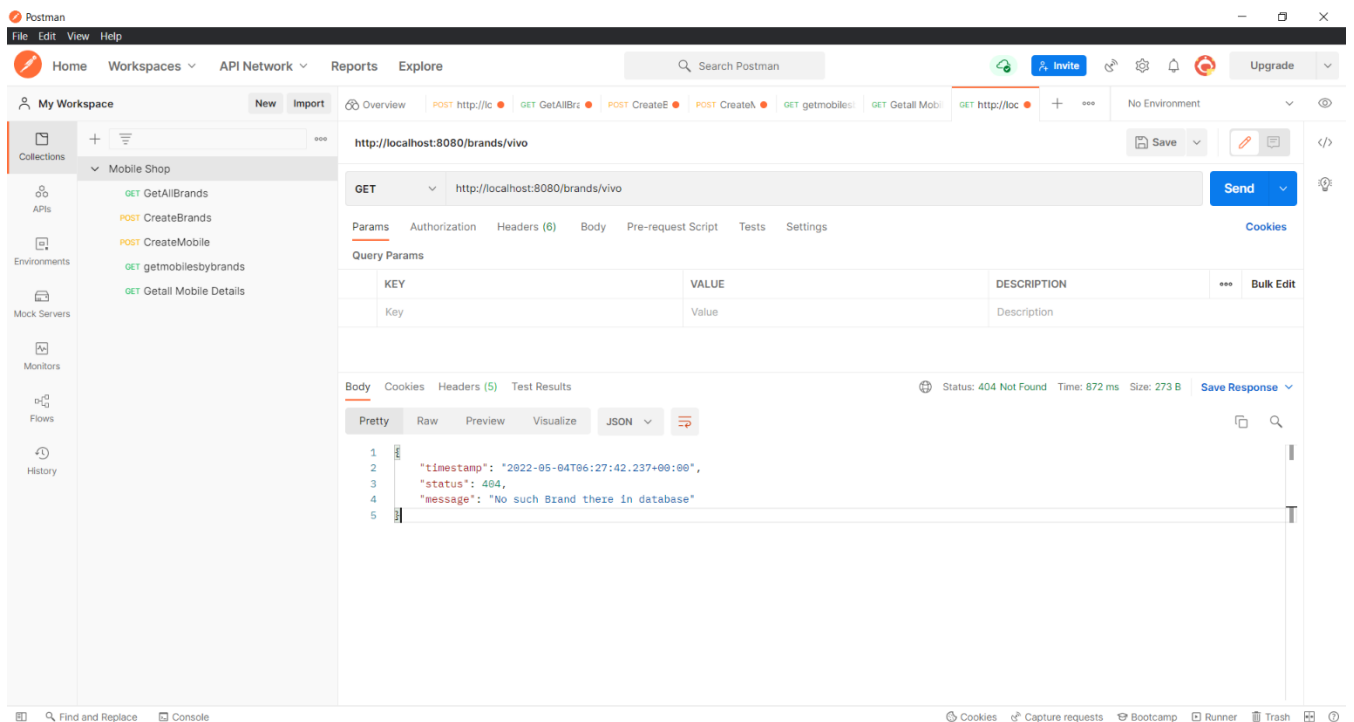 Postman
File Edit View Help
Home Workspaces API Network Reports Explore Search Postman Invite Upgrade
My Workspace New Import Overview POST http://lc GET GetAllBra POST CreateB POST CreateM GET getmobiles GET Getall Mobi GET http://loc No Environment
Collections
http://localhost:8080/brands/vivo Save
Mobile Shop
GET GetAllBrands
POST CreateBrands
POST CreateMobile
GET getmobilesbybrands
GET Getall Mobile Details
APIs
Environments
Mock Servers
Monitors
Flows
History
GET http://localhost:8080/brands/vivo Send
Params Authorization Headers (6) Body Pre-request Script Tests Settings Cookies
Query Params
KEY VALUE DESCRIPTION Bulk Edit
Key Value Description
Body Cookies Headers (5) Test Results Status: 404 Not Found Time: 872 ms Size: 273 B Save Response
Pretty Raw Preview Visualize JSON
1 {
2 "timestamp": "2022-05-04T06:27:42.237+00:00",
3 "status": 404,
4 "message": "No such Brand there in database"
5 }
Find and Replace Console Cookies Capture requests Bootcamp Runner Trash